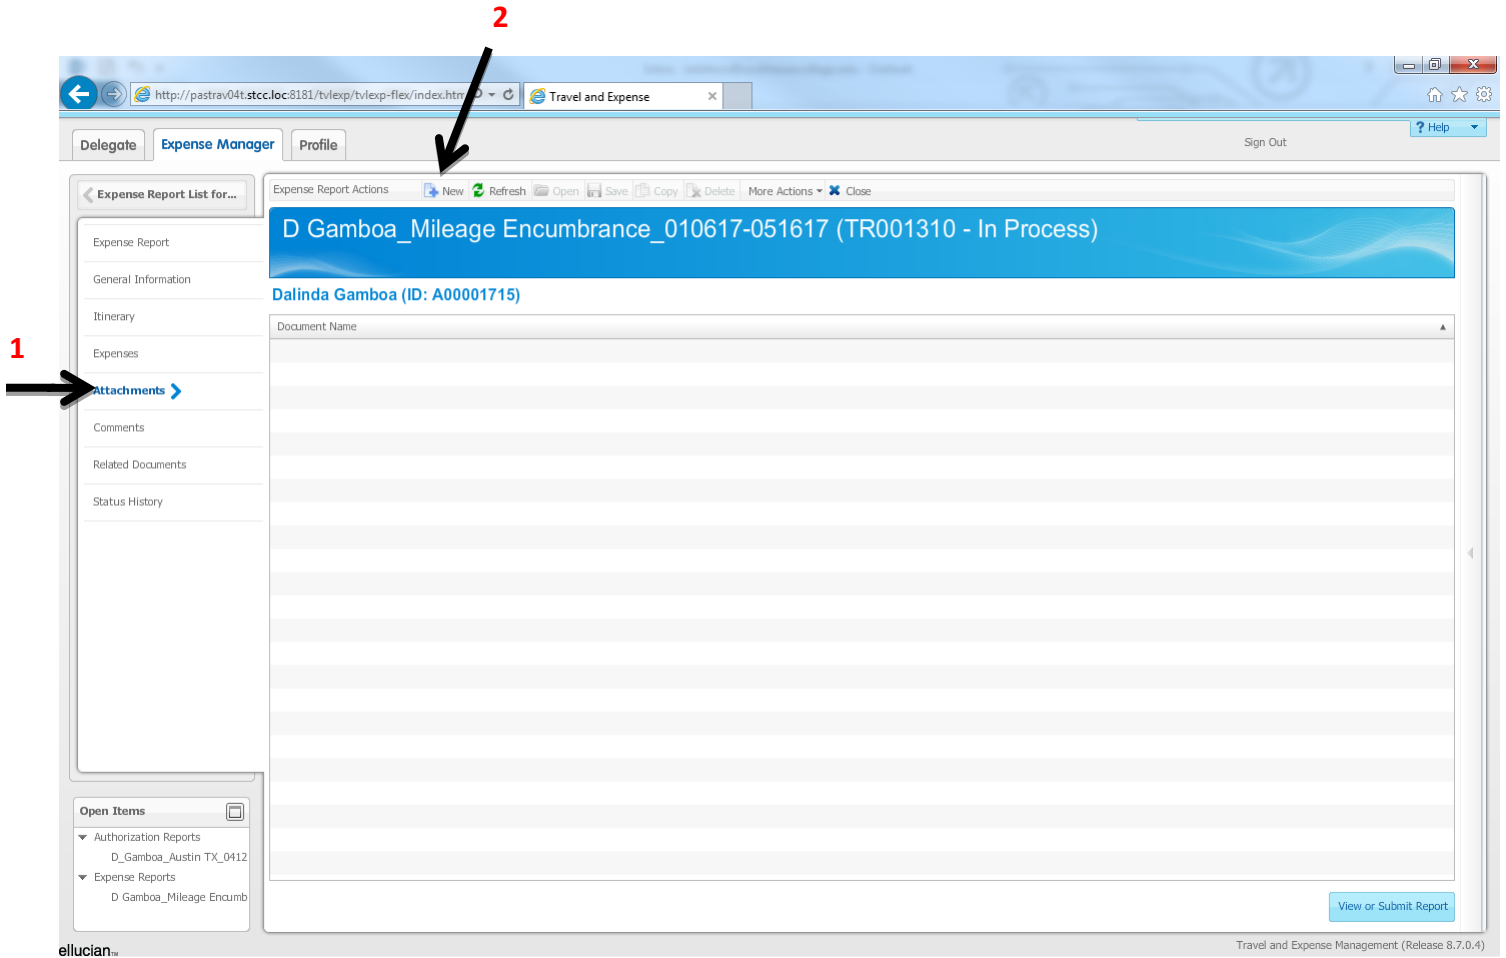 2
http://pastrav04t.stcc.loc:8181/tvlexp/tvlexp-flex/index.htm
Travel and Expense
Delegate Expense Manager Profile
Sign Out
? Help
Expense Report List for...
Expense Report Actions New Refresh Open Save Copy Delete More Actions Close
D Gamboa_Mileage Encumbrance_010617-051617 (TR001310 - In Process)
Dalinda Gamboa (ID: A00001715)
Document Name
Expense Report
General Information
Itinerary
Expenses
1
Attachments
Comments
Related Documents
Status History
Open Items
Authorization Reports
D_Gamboa_Austin TX_0412
Expense Reports
D Gamboa_Mileage Encumb
View or Submit Report
ellucian™
Travel and Expense Management (Release 8.7.0.4)